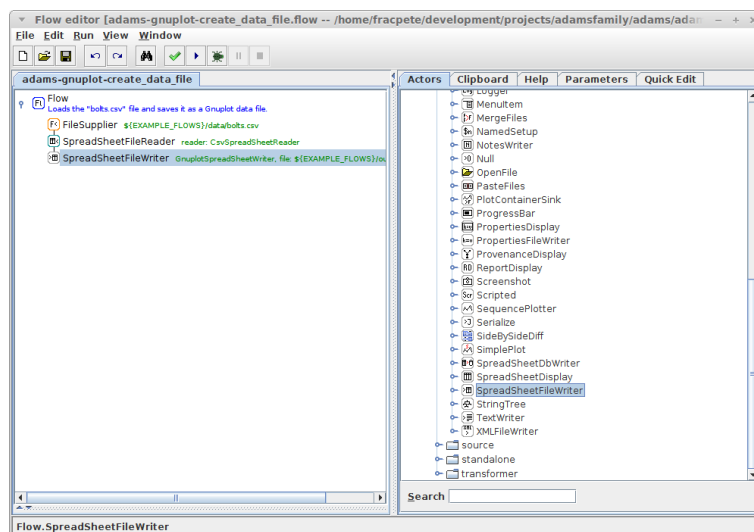 Flow editor [adams-gnuplot-create_data_file.flow -- /home/fracpete/development/projects/adamsfamily/adams/adar
File Edit Run View Window
adams-gnuplot-create_data_file
Flow
Loads the "bolts.csv" file and saves it as a Gnuplot data file.
FileSupplier ${EXAMPLE_FLOWS}/data/bolts.csv
SpreadSheetFileReader reader: CsvSpreadSheetReader
SpreadSheetFileWriter GnuplotSpreadSheetWriter, file: ${EXAMPLE_FLOWS}/ou
Actors Clipboard Help Parameters Quick Edit
Logger
MenuItem
MergeFiles
NamedSetup
NotesWriter
Null
OpenFile
PasteFiles
PlotContainerSink
ProgressBar
PropertiesDisplay
PropertiesFileWriter
ProvenanceDisplay
ReportDisplay
Screenshot
Scripted
SequencePlotter
Serialize
SideBySideDiff
SimplePlot
SpreadSheetDbWriter
SpreadSheetDisplay
SpreadSheetFileWriter
StringTree
TextWriter
XMLFileWriter
source
standalone
transformer
Search
Flow.SpreadSheetFileWriter